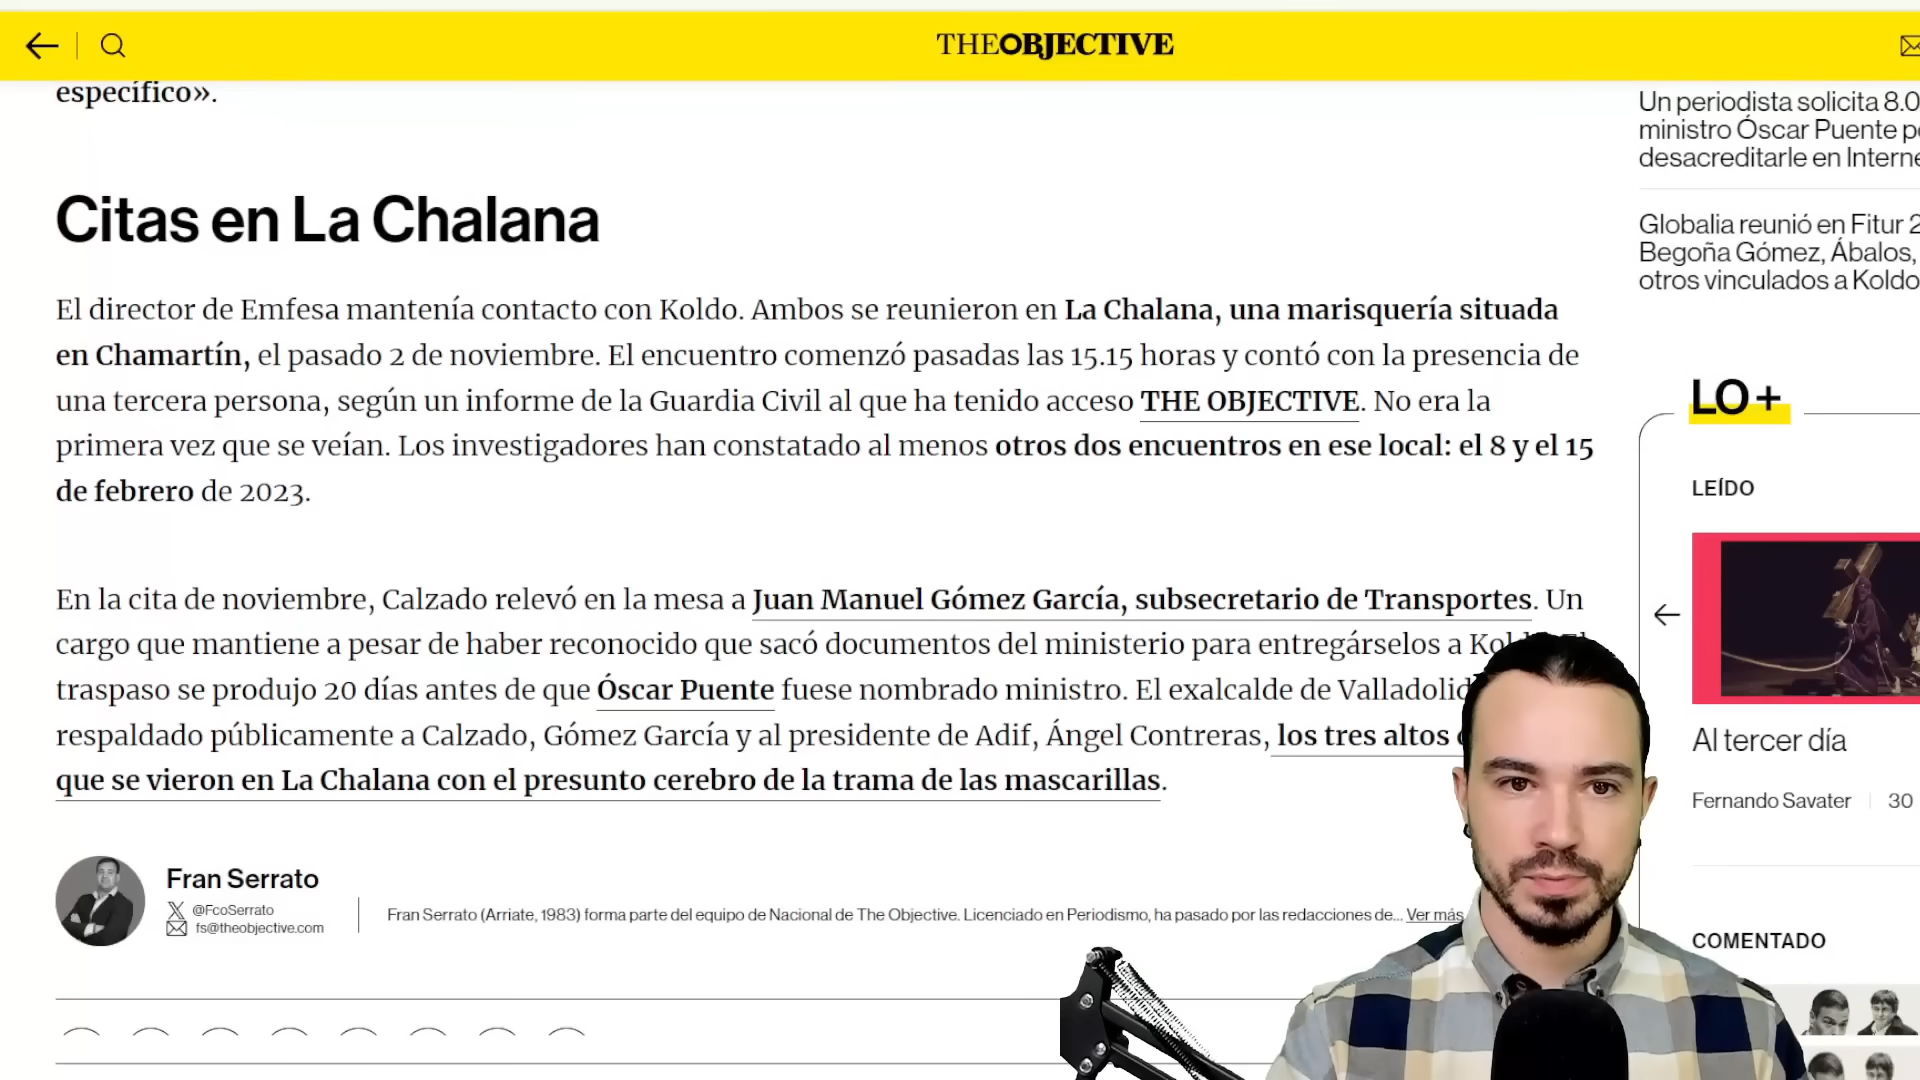 THEOBJECTIVE
específico».
Citas en La Chalana
El director de Emfesa mantenía contacto con Koldo. Ambos se reunieron en La Chalana, una marisquería situada
en Chamartín, el pasado 2 de noviembre. El encuentro comenzó pasadas las 15.15 horas y contó con la presencia de
una tercera persona, según un informe de la Guardia Civil al que ha tenido acceso THE OBJECTIVE. No era la
primera vez que se veían. Los investigadores han constatado al menos otros dos encuentros en ese local: el 8 y el 15
de febrero de 2023.
En la cita de noviembre, Calzado relevó en la mesa a Juan Manuel Gómez García, subsecretario de Transportes. Un
cargo que mantiene a pesar de haber reconocido que sacó documentos del ministerio para entregárselos a
traspaso se produjo 20 días antes de que Óscar Puente fuese nombrado ministro. El exalcalde de Valladolid
respaldado públicamente a Calzado, Gómez García y al presidente de Adif, Ángel Contreras, los tres altos
que se vieron en La Chalana con el presunto cerebro de la trama de las mascarillas.
Fran Serrato
@FcoSerrato
fs@theobjective.com
Fran Serrato (Arriate, 1983) forma parte del equipo de Nacional de The Objective. Licenciado en Periodismo, ha pasado por las redacciones de... Ver más
Un periodista solicita 8.0
ministro Óscar Puente
desacreditarle en
Globalia reunió en Fitur 2
Begoña Gómez, Ábalos,
otros vinculados a Koldo
LO+
LEÍDO
Al tercer día
Fernando Savater
30
COMENTADO